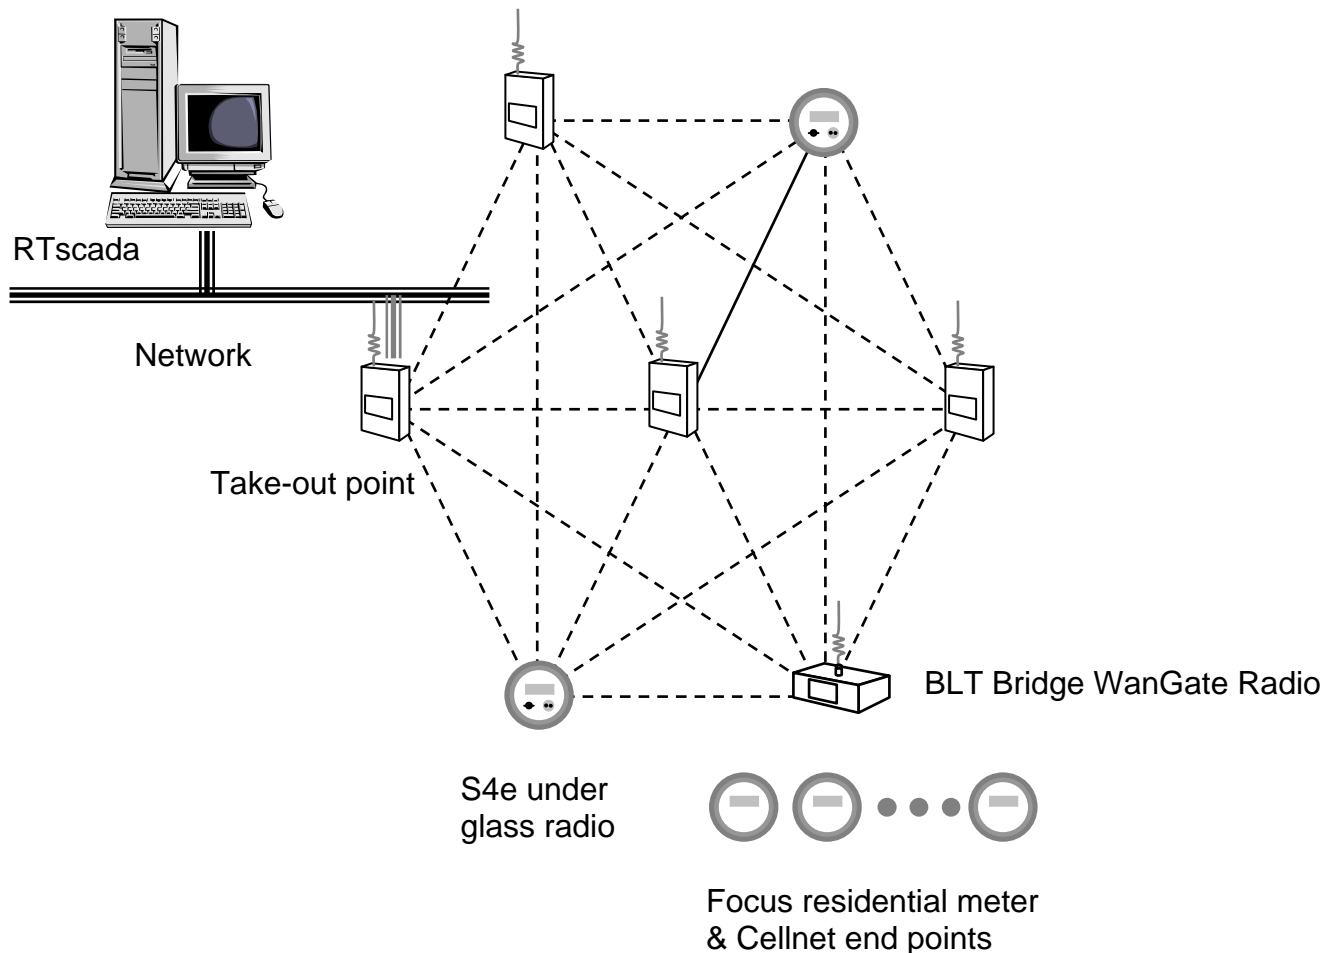 RTscada
Network
Take-out point
BLT Bridge WanGate Radio
S4e under
glass radio
Focus residential meter
& Cellnet end points